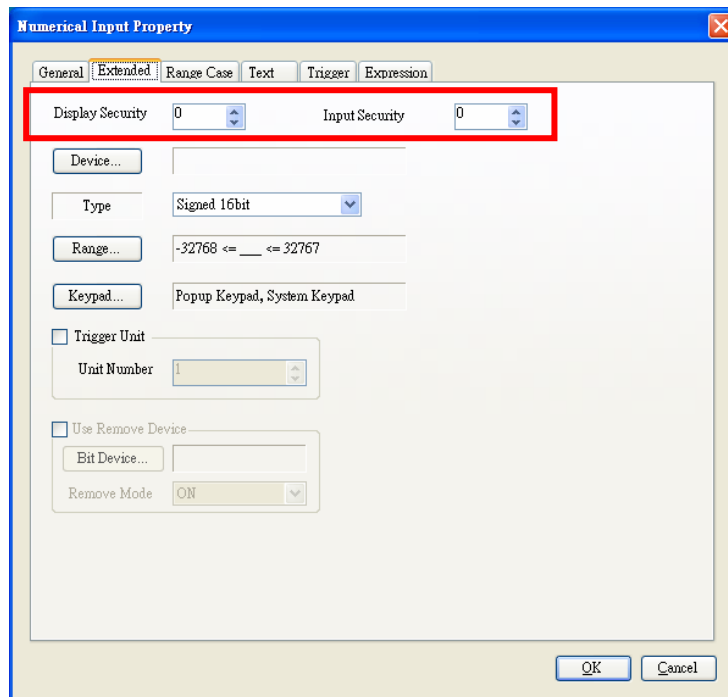 Numerical Input Property
General Extended Range Case Text Trigger Expression
Display Security 0 Input Security 0
Device...
Type Signed 16bit
Range... -32768 <= ___ <= 32767
Keypad... Popup Keypad, System Keypad
Trigger Unit
Unit Number 1
Use Remove Device
Bit Device...
Remove Mode ON
OK Cancel